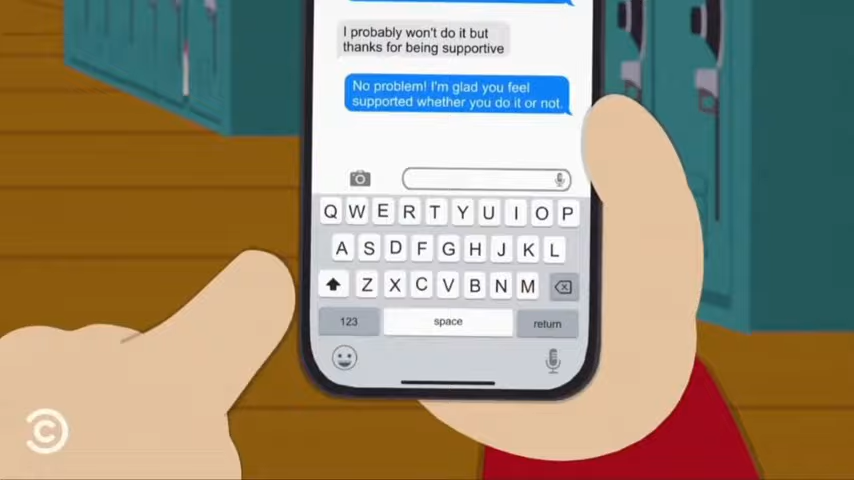 I probably won't do it but
thanks for being supportive
No problem! I'm glad you feel
supported whether you do it or not.
Q W E R T Y U I O P
A S D F G H J K L
Z X C V B N M
123 space return